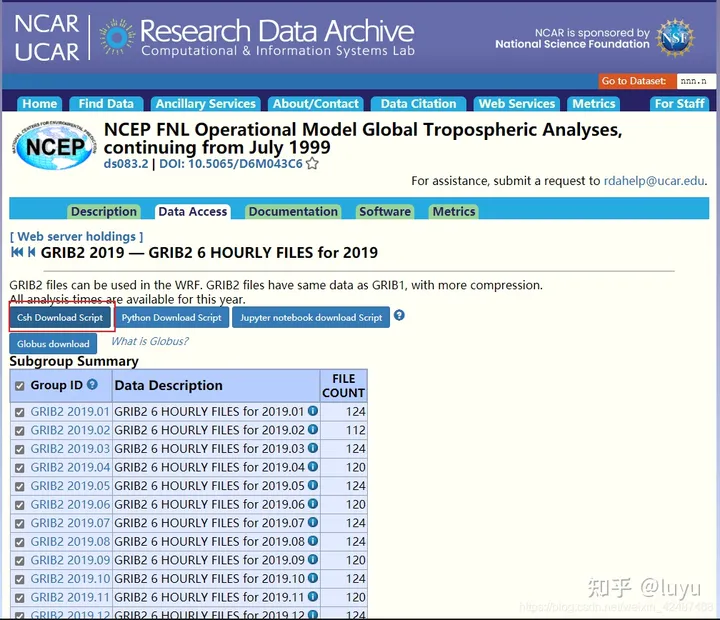 NCAR
UCAR
Research Data Archive
Computational & Information Systems Lab
NCAR is sponsored by
National Science Foundation
NSF
Go to Dataset: nnn.n
Home Find Data Ancillary Services About/Contact Data Citation Web Services Metrics For Staff
NCEP
NCEP FNL Operational Model Global Tropospheric Analyses,
continuing from July 1999
ds083.2 | DOI: 10.5065/D6M043C6
For assistance, submit a request to rdahelp@ucar.edu.
Description Data Access Documentation Software Metrics
[ Web server holdings ]
GRIB2 2019 — GRIB2 6 HOURLY FILES for 2019
GRIB2 files can be used in the WRF. GRIB2 files have same data as GRIB1, with more compression.
All analysis times are available for this year.
Csh Download Script Python Download Script Jupyter notebook download Script ?
Globus download What is Globus?
Subgroup Summary
Group ID ? Data Description FILE COUNT
GRIB2 2019.01 GRIB2 6 HOURLY FILES for 2019.01 124
GRIB2 2019.02 GRIB2 6 HOURLY FILES for 2019.02 112
GRIB2 2019.03 GRIB2 6 HOURLY FILES for 2019.03 124
GRIB2 2019.04 GRIB2 6 HOURLY FILES for 2019.04 120
GRIB2 2019.05 GRIB2 6 HOURLY FILES for 2019.05 124
GRIB2 2019.06 GRIB2 6 HOURLY FILES for 2019.06 120
GRIB2 2019.07 GRIB2 6 HOURLY FILES for 2019.07 124
GRIB2 2019.08 GRIB2 6 HOURLY FILES for 2019.08 124
GRIB2 2019.09 GRIB2 6 HOURLY FILES for 2019.09 120
GRIB2 2019.10 GRIB2 6 HOURLY FILES for 2019.10 124
GRIB2 2019.11 GRIB2 6 HOURLY FILES for 2019.11 120
GRIB2 2019.12 GRIB2 6 HOURLY FILES for 2019.12 124
知乎 @luyu